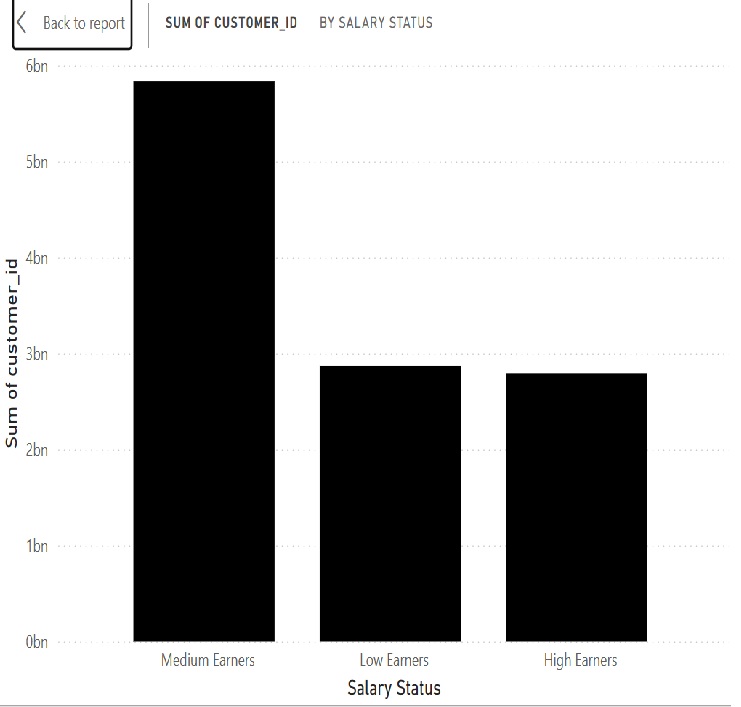 Back to report SUM OF CUSTOMER_ID BY SALARY STATUS
6bn
5bn
4bn
3bn
2bn
1bn
0bn
Sum of customer_id
Medium Earners Low Earners High Earners
Salary Status